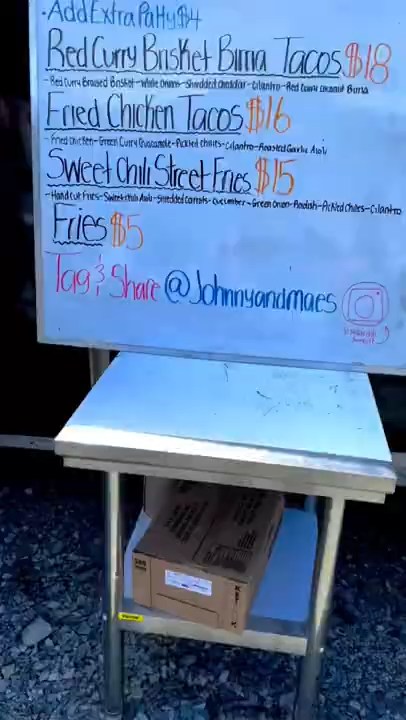 • Add Extra Patty $4
Red Curry Brisket Birria Tacos $18
- Red Curry Braised Brisket - White Onion - Shredded Cheddar - Cilantro - Red Curry Coconut Birria
Fried Chicken Tacos $16
- Fried Chicken - Green Curry Guacamole - Pickled Chilies - Cilantro - Roasted Garlic Aioli
Sweet Chili Street Fries $15
- Hand Cut Fries - Sweet Chili Aioli - Shredded Carrots - Cucumber - Green Onion - Radish - Pickled Chilies - Cilantro
Fries $5
Tag & Share @Johnnyandmaes